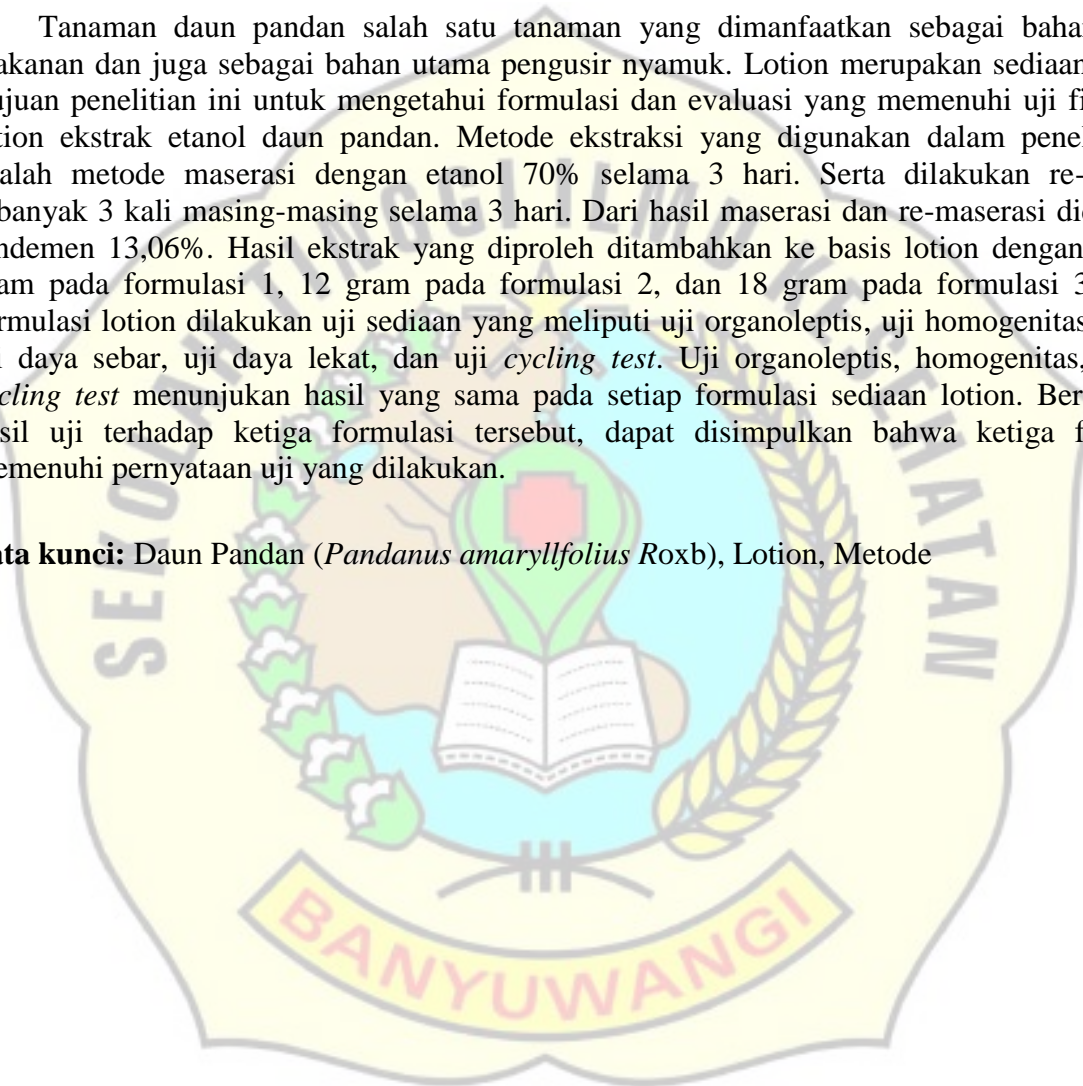 Tanaman daun pandan salah satu tanaman yang dimanfaatkan sebagai bahan
akanan dan juga sebagai bahan utama pengusir nyamuk. Lotion merupakan sediaan
ujuan penelitian ini untuk mengetahui formulasi dan evaluasi yang memenuhi uji fi
tion ekstrak etanol daun pandan. Metode ekstraksi yang digunakan dalam pene
alah metode maserasi dengan etanol 70% selama 3 hari. Serta dilakukan re-
banyak 3 kali masing-masing selama 3 hari. Dari hasil maserasi dan re-maserasi di
ndemen 13,06%. Hasil ekstrak yang diproleh ditambahkan ke basis lotion dengan
am pada formulasi 1, 12 gram pada formulasi 2, dan 18 gram pada formulasi 3
rmulasi lotion dilakukan uji sediaan yang meliputi uji organoleptis, uji homogenitas
i daya sebar, uji daya lekat, dan uji cycling test. Uji organoleptis, homogenitas,
cling test menunjukan hasil yang sama pada setiap formulasi sediaan lotion. Ber
sil uji terhadap ketiga formulasi tersebut, dapat disimpulkan bahwa ketiga f
emenuhi pernyataan uji yang dilakukan.
ata kunci: Daun Pandan (Pandanus amaryllfolius Roxb), Lotion, Metode
SEKOLAH TINGGI ILMU KESEHATAN
BANYUWANGI